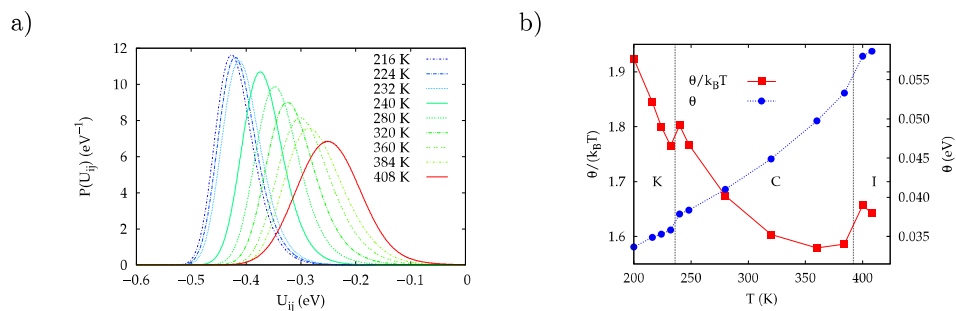 a)
12
10
8
6
4
2
0
P(U_ij) (eV⁻¹)
216 K
224 K
232 K
240 K
280 K
320 K
360 K
384 K
408 K
−0.6 −0.5 −0.4 −0.3 −0.2 −0.1 0
U_ij (eV)
b)
1.9
1.8
1.7
1.6
θ/(k_BT)
θ/k_BT
θ
K C I
0.055
0.05
0.045
0.04
0.035
θ (eV)
200 250 300 350 400
T (K)